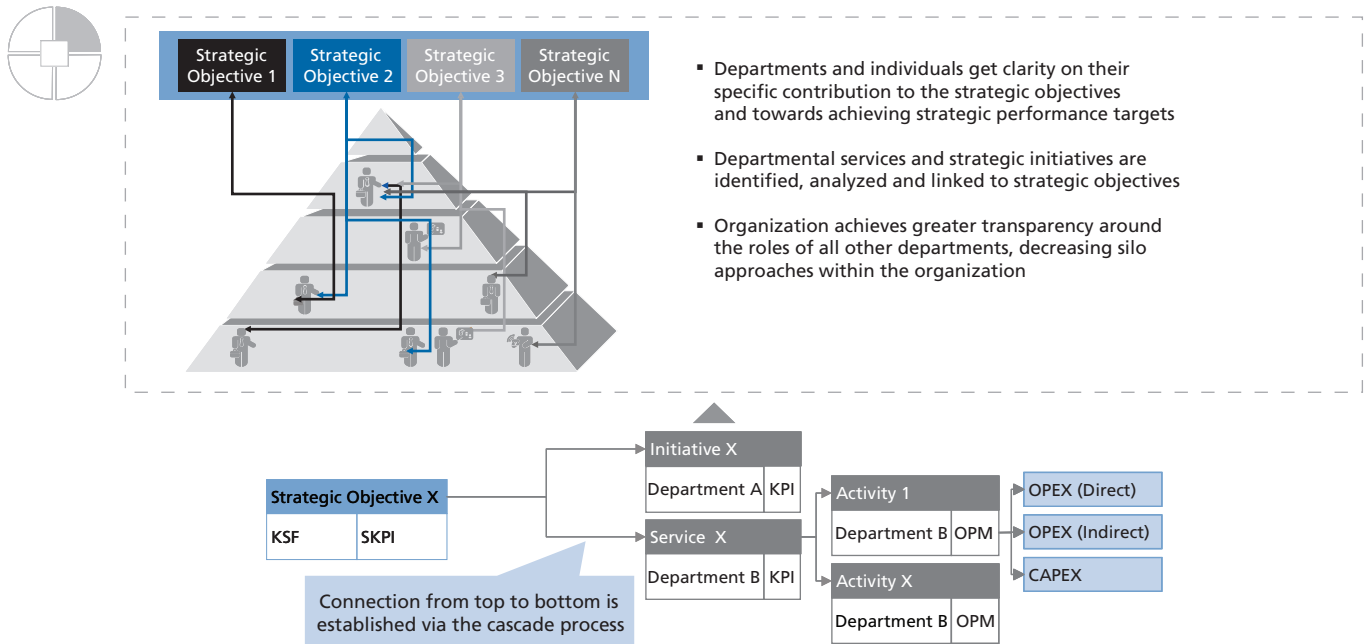 Strategic
Objective 1
Strategic
Objective 2
Strategic
Objective 3
Strategic
Objective N
▪ Departments and individuals get clarity on their
specific contribution to the strategic objectives
and towards achieving strategic performance targets
▪ Departmental services and strategic initiatives are
identified, analyzed and linked to strategic objectives
▪ Organization achieves greater transparency around
the roles of all other departments, decreasing silo
approaches within the organization
Strategic Objective X
KSF
SKPI
Connection from top to bottom is
established via the cascade process
Initiative X
Department A
KPI
Service X
Department B
KPI
Activity 1
Department B
OPM
Activity X
Department B
OPM
OPEX (Direct)
OPEX (Indirect)
CAPEX